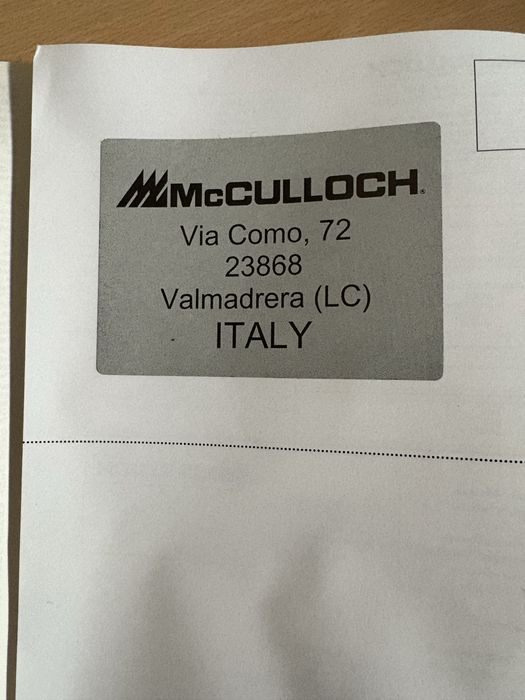 McCULLOCH®
Via Como, 72
23868
Valmadrera (LC)
ITALY